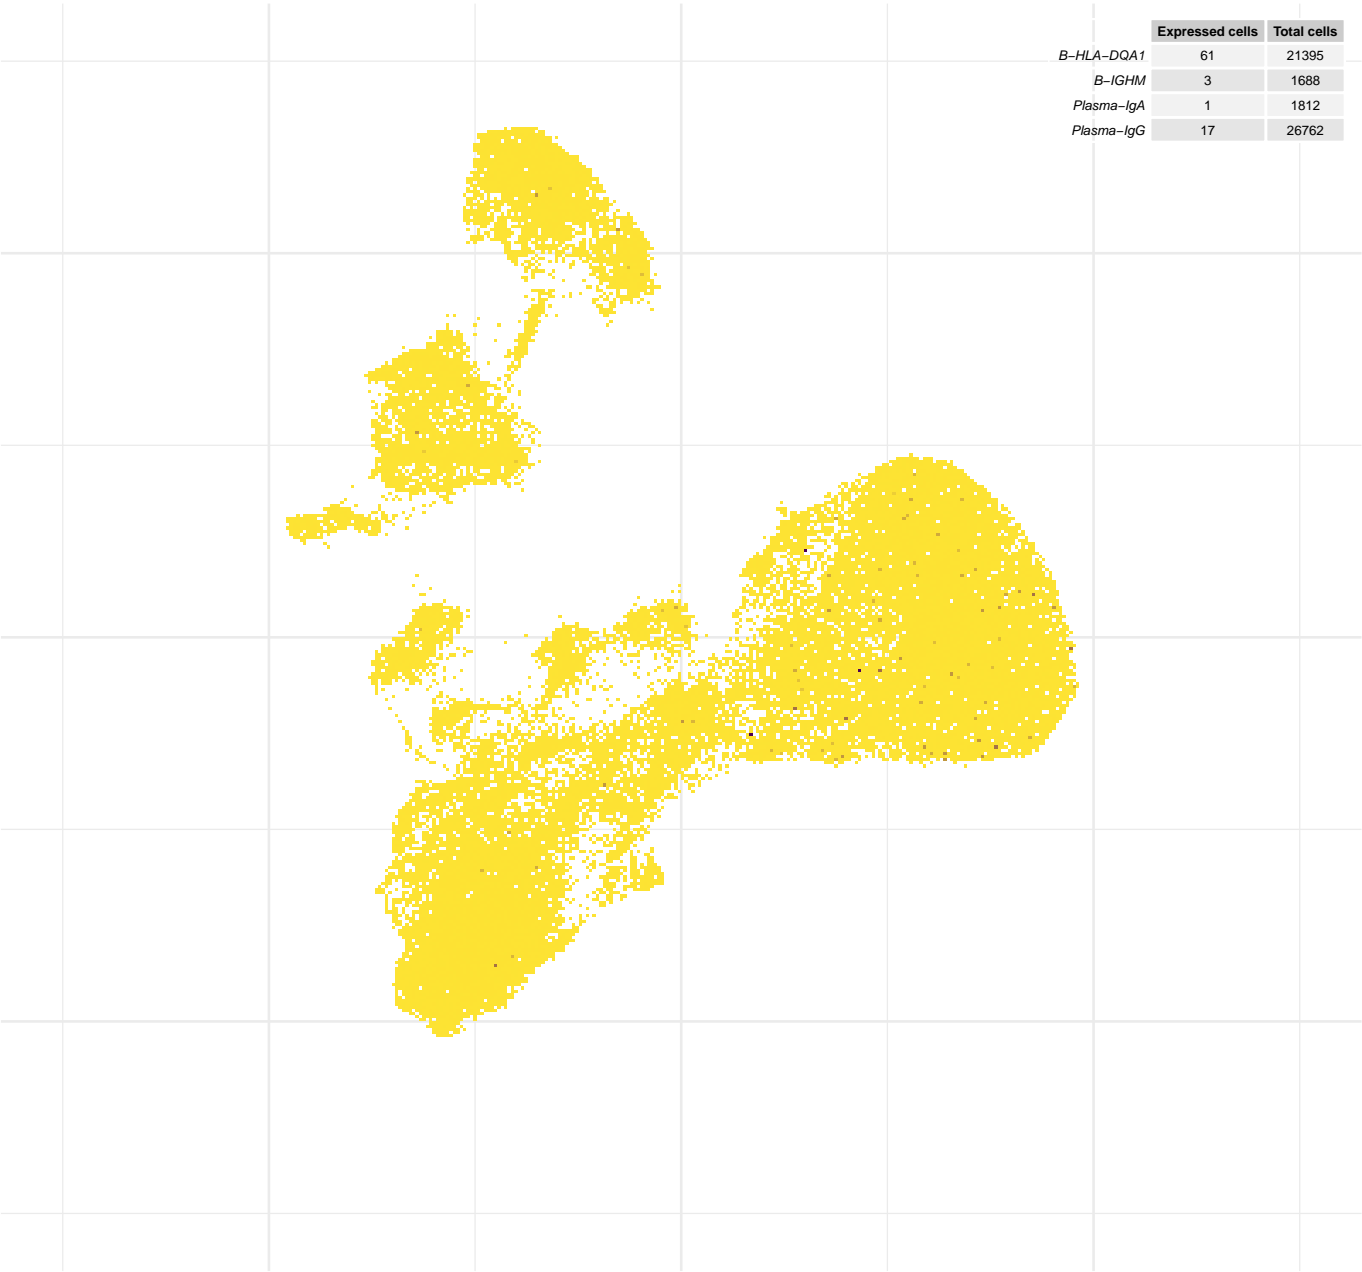 Expressed cells Total cells
B−HLA−DQA1 61 21395
B−IGHM 3 1688
Plasma−IgA 1 1812
Plasma−IgG 17 26762